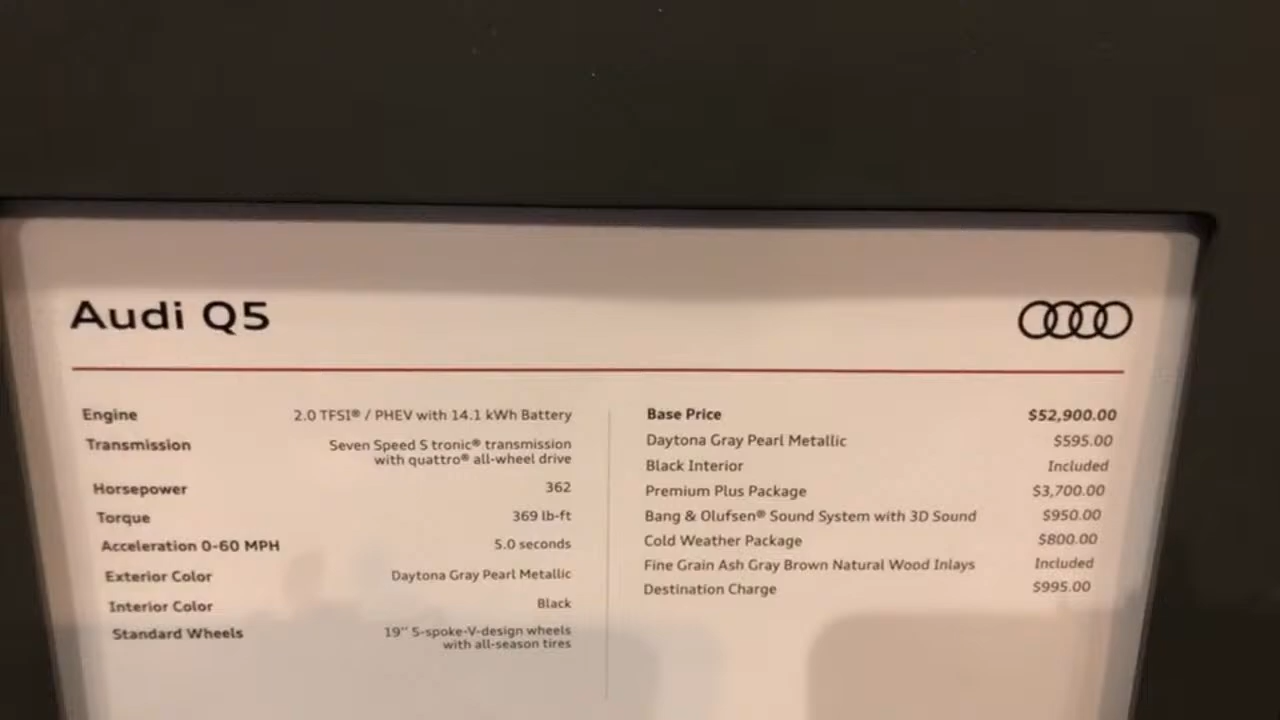 Audi Q5
Engine 2.0 TFSI® / PHEV with 14.1 kWh Battery
Transmission Seven Speed S tronic® transmission
with quattro® all-wheel drive
Horsepower 362
Torque 369 lb-ft
Acceleration 0-60 MPH 5.0 seconds
Exterior Color Daytona Gray Pearl Metallic
Interior Color Black
Standard Wheels 19" 5-spoke-V-design wheels
with all-season tires
Base Price $52,900.00
Daytona Gray Pearl Metallic $595.00
Black Interior Included
Premium Plus Package $3,700.00
Bang & Olufsen® Sound System with 3D Sound $950.00
Cold Weather Package $800.00
Fine Grain Ash Gray Brown Natural Wood Inlays Included
Destination Charge $995.00